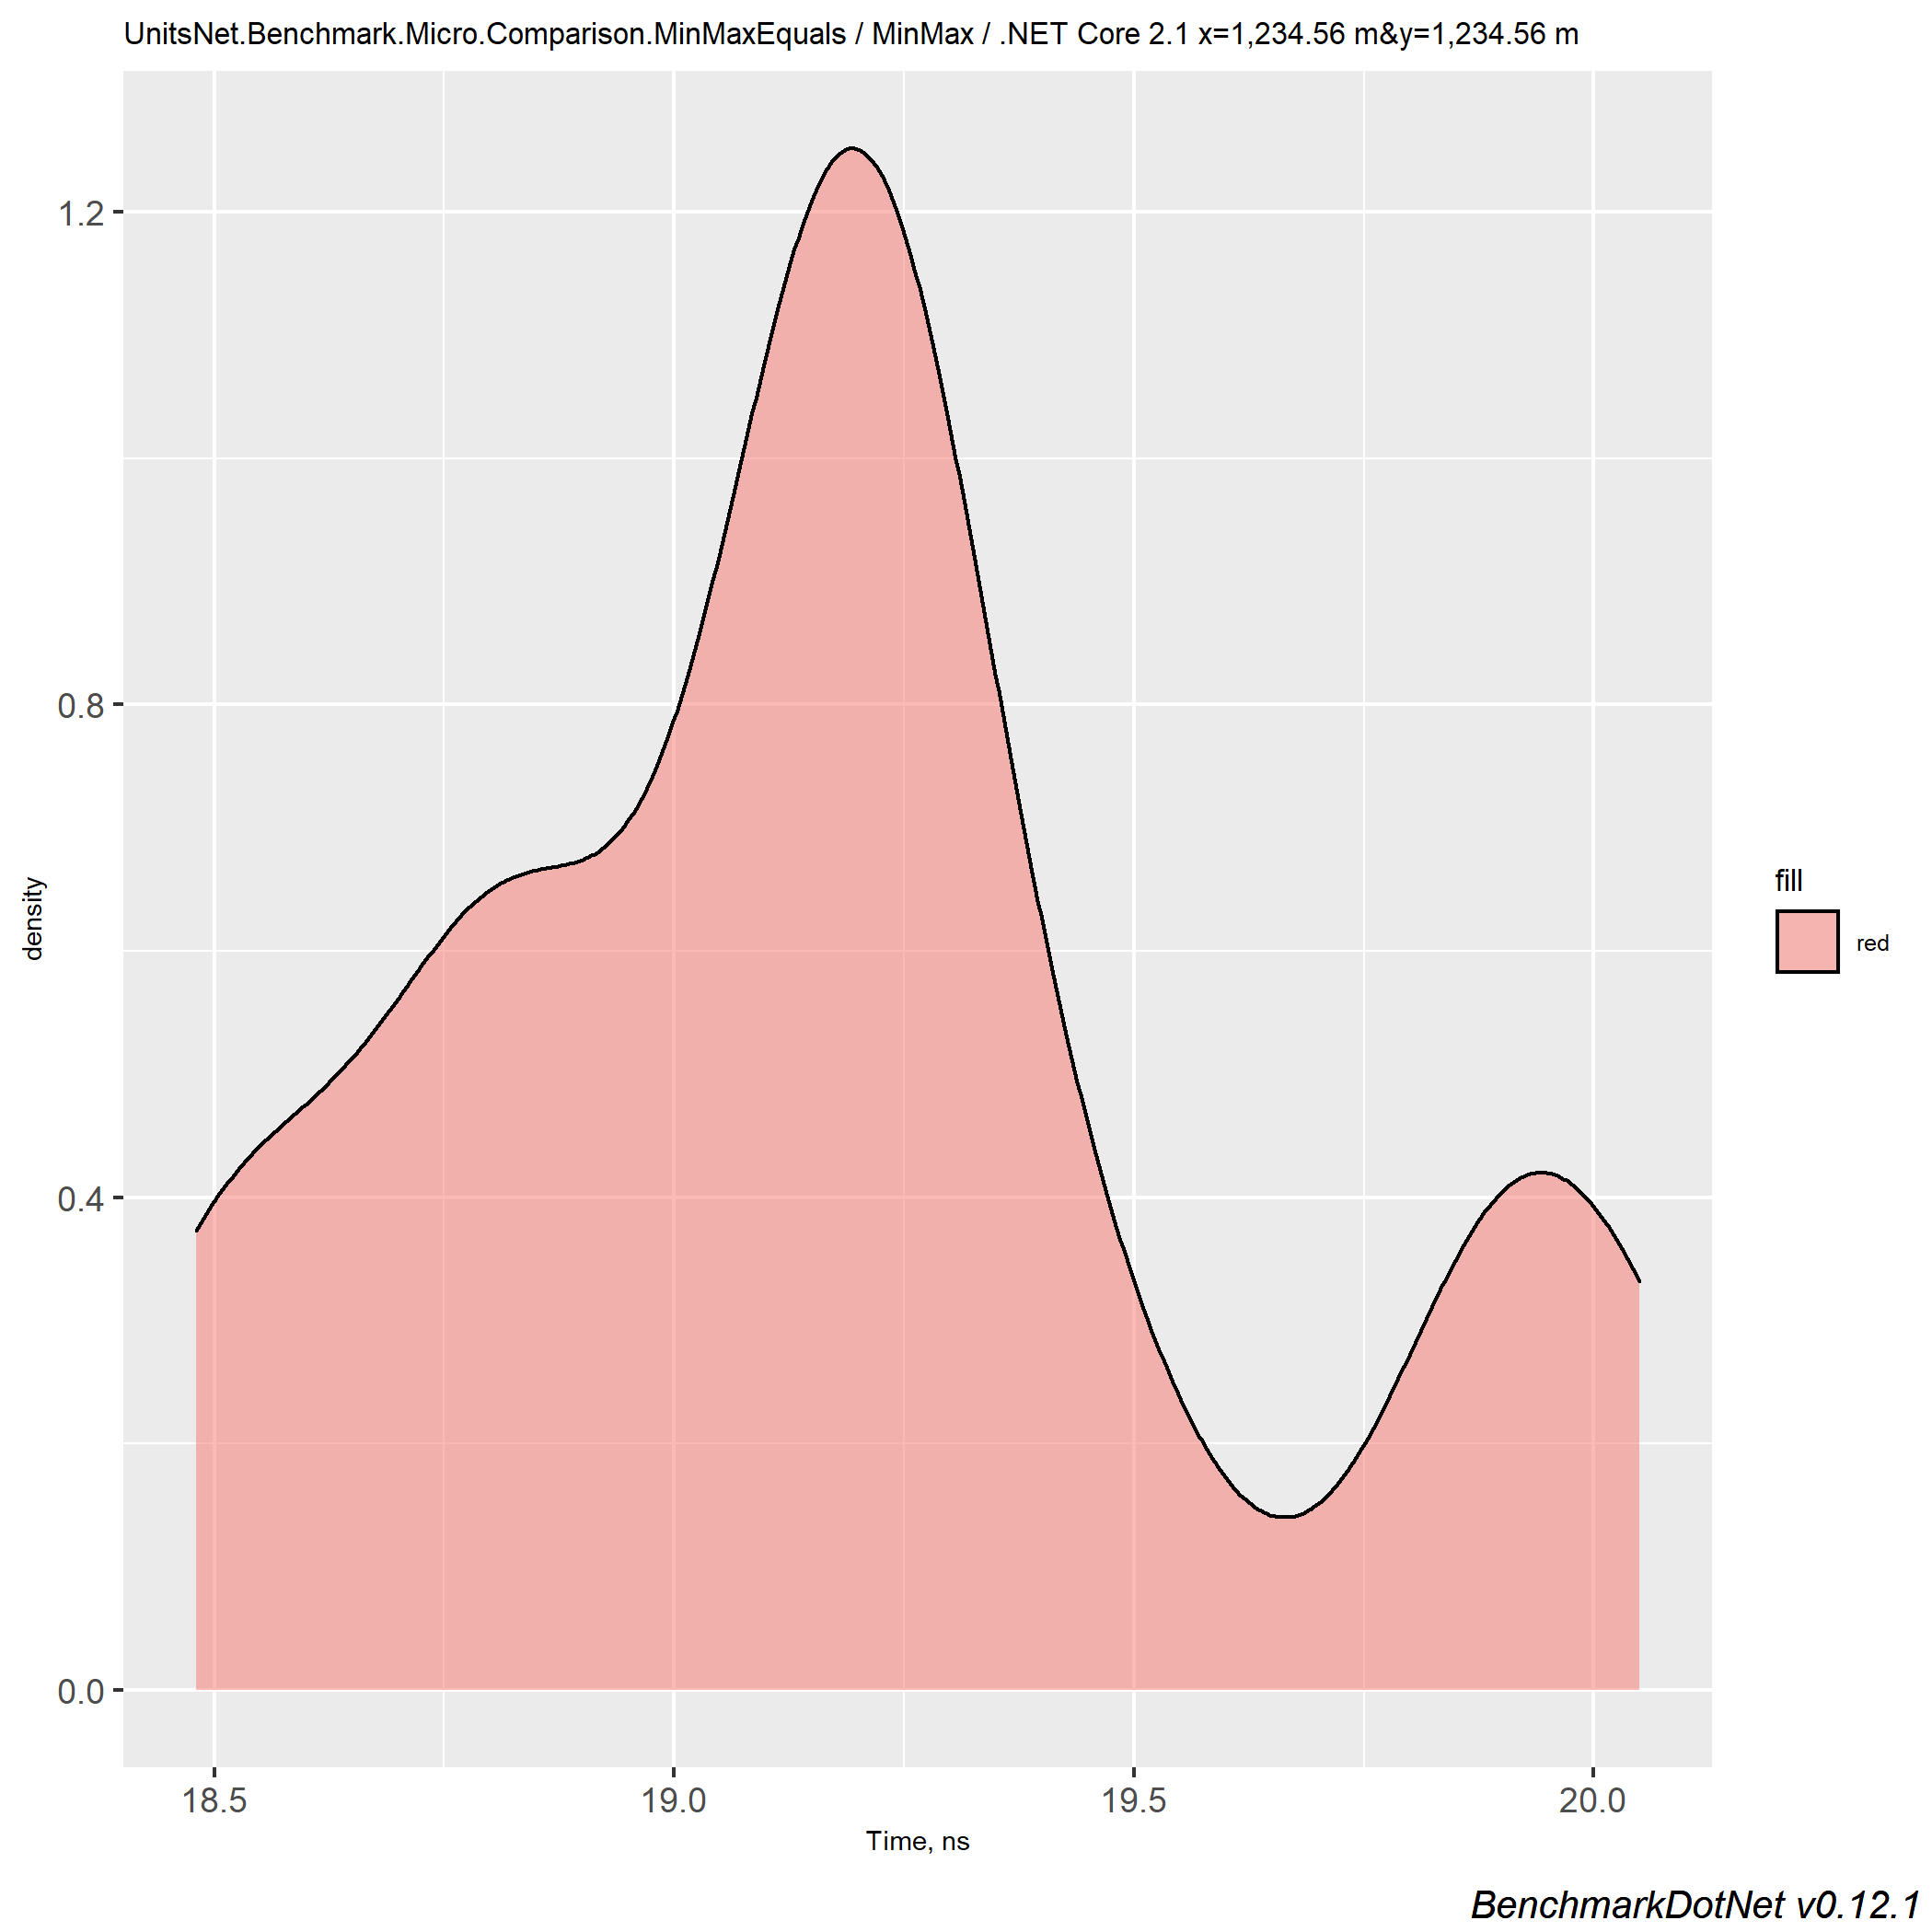 UnitsNet.Benchmark.Micro.Comparison.MinMaxEquals / MinMax / .NET Core 2.1 x=1,234.56 m&y=1,234.56 m
1.2
0.8
0.4
0.0
density
18.5 19.0 19.5 20.0
Time, ns
fill
red
BenchmarkDotNet v0.12.1